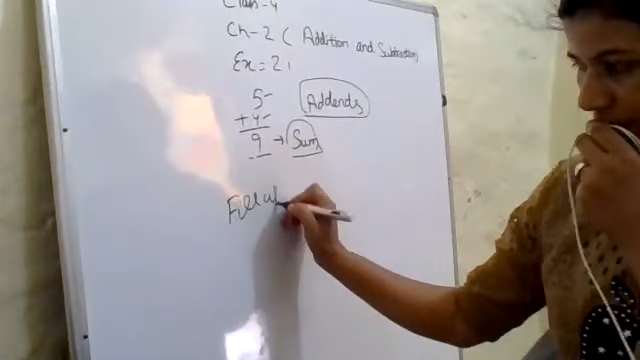 Class-4
Ch-2 ( Addition and Subtraction)
Ex = 2.1
5-
Addends
+4-
9 → Sum
Fill